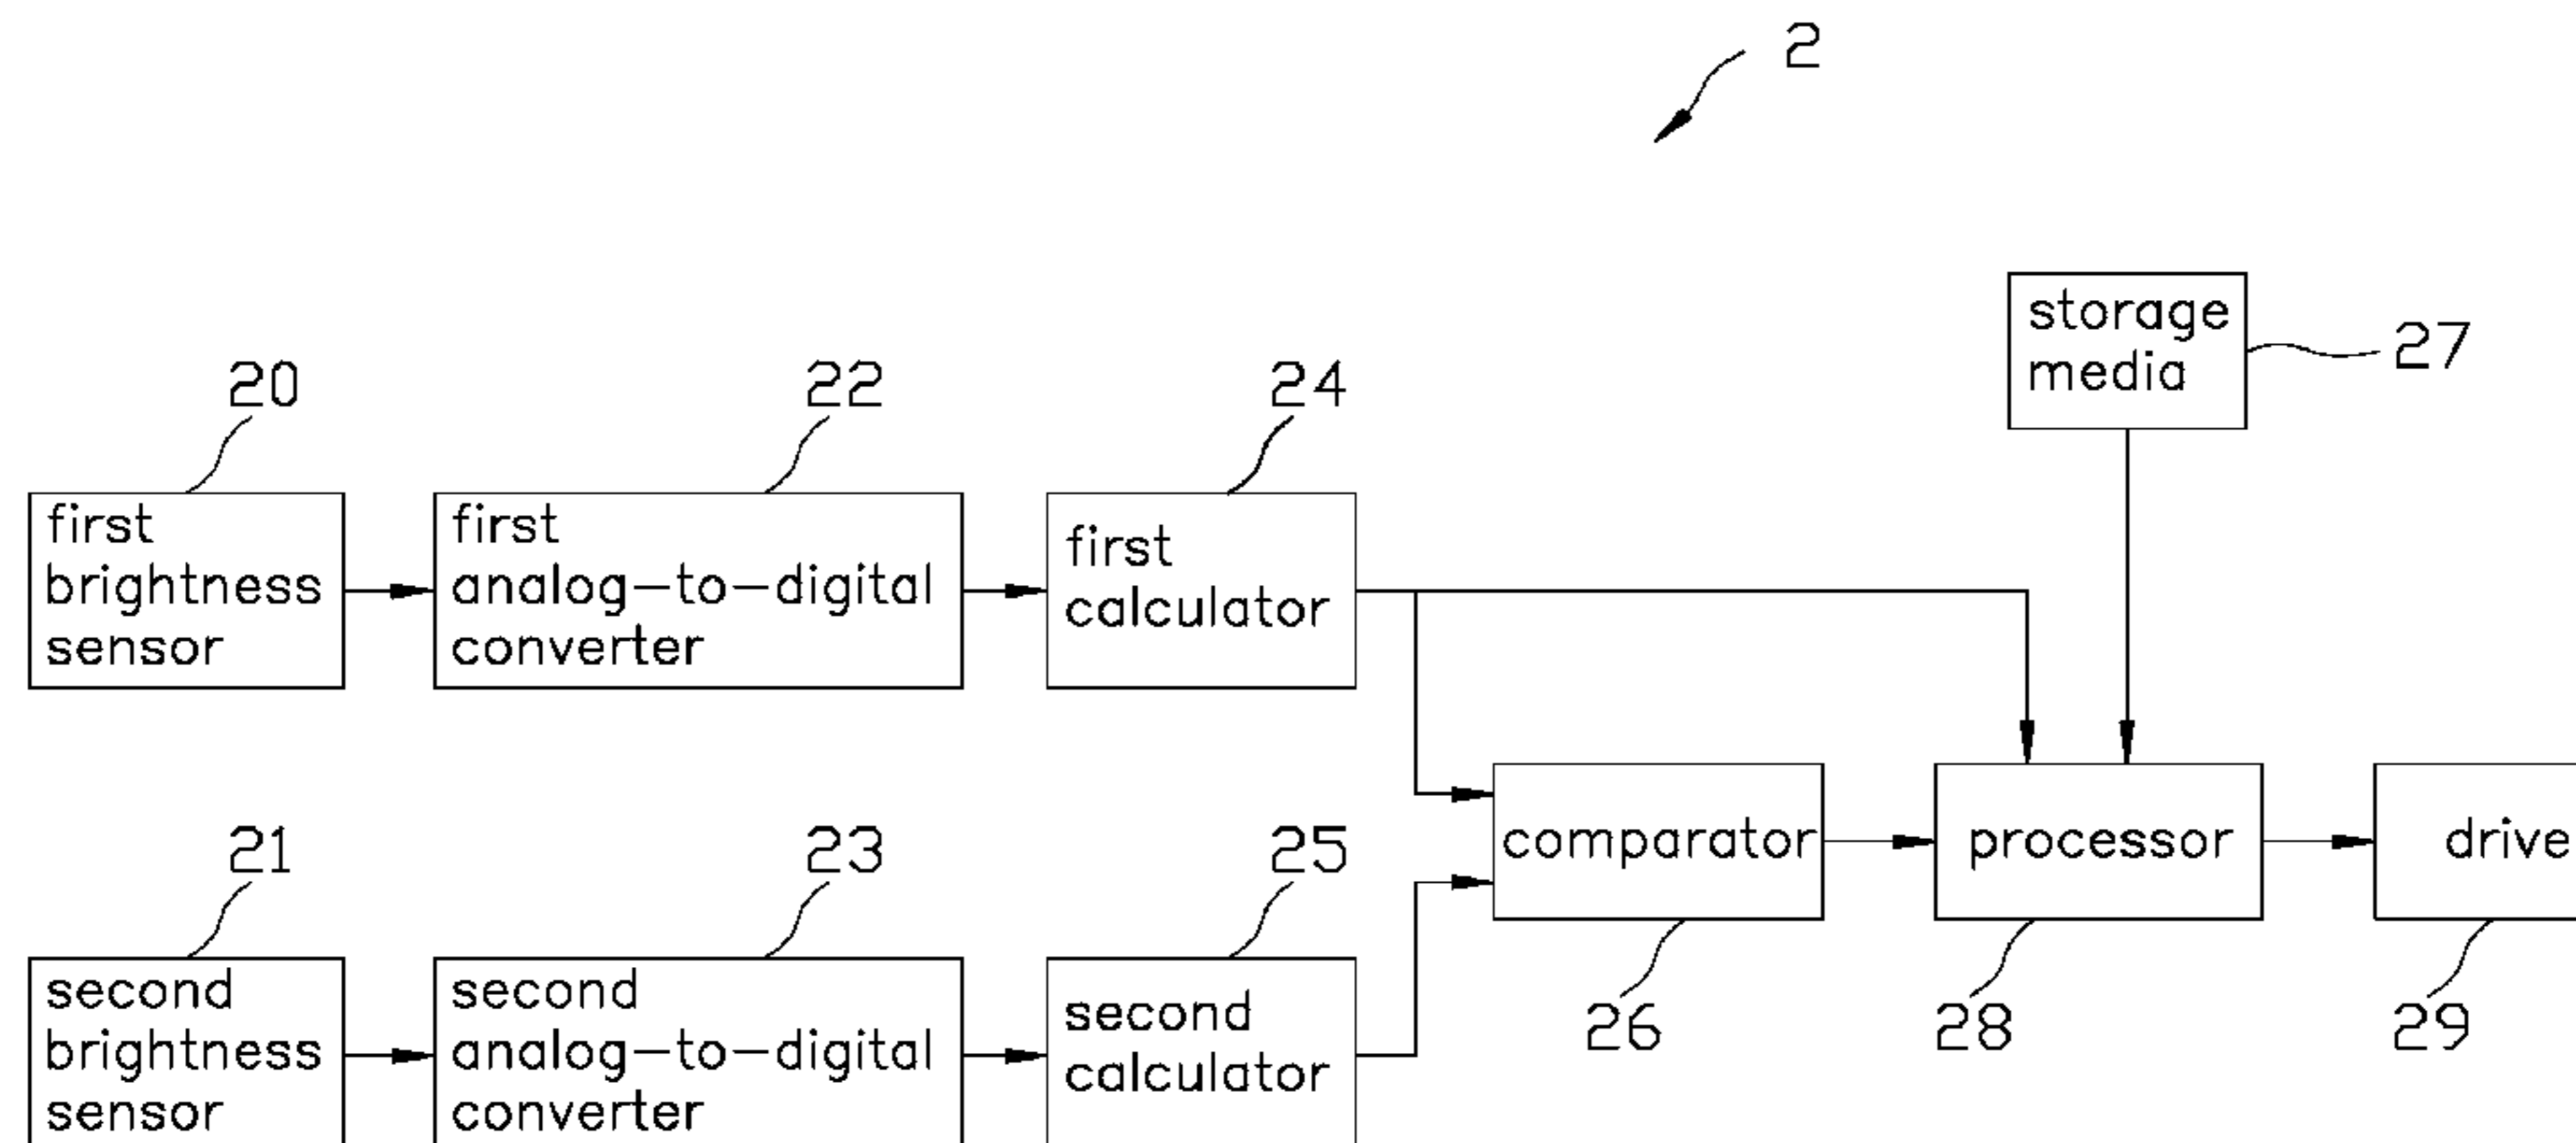 2
storage
media
27
20
22
24
first
brightness
sensor
first
analog-to-digital
converter
first
calculator
comparator
processor
drive
21
23
25
26
28
29
second
brightness
sensor
second
analog-to-digital
converter
second
calculator